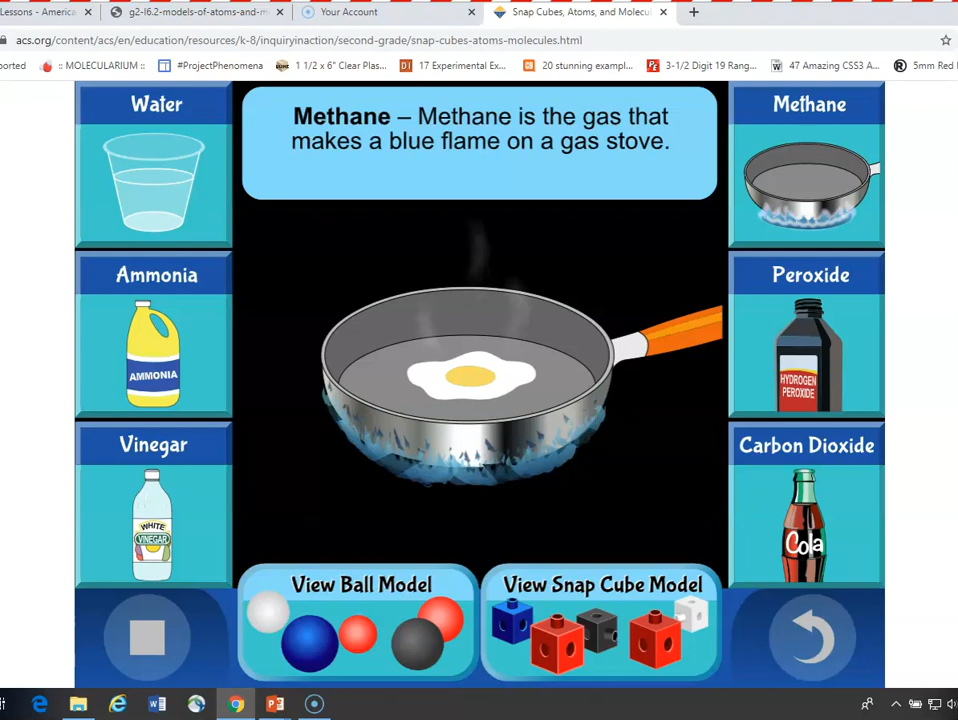 Lessons - America
g2-l6.2-models-of-atoms-and-m
Your Account
Snap Cubes, Atoms, and Molecul
acs.org/content/acs/en/education/resources/k-8/inquiryinaction/second-grade/snap-cubes-atoms-molecules.html
ported
:: MOLECULARIUM ::
#ProjectPhenomena
1 1/2 x 6" Clear Plas...
17 Experimental Ex...
20 stunning exampl...
3-1/2 Digit 19 Rang...
47 Amazing CSS3 A...
5mm Red
Water
Methane – Methane is the gas that
makes a blue flame on a gas stove.
Methane
Ammonia
AMMONIA
Peroxide
HYDROGEN
PEROXIDE
Vinegar
WHITE
VINEGAR
Carbon Dioxide
Cola
View Ball Model
View Snap Cube Model